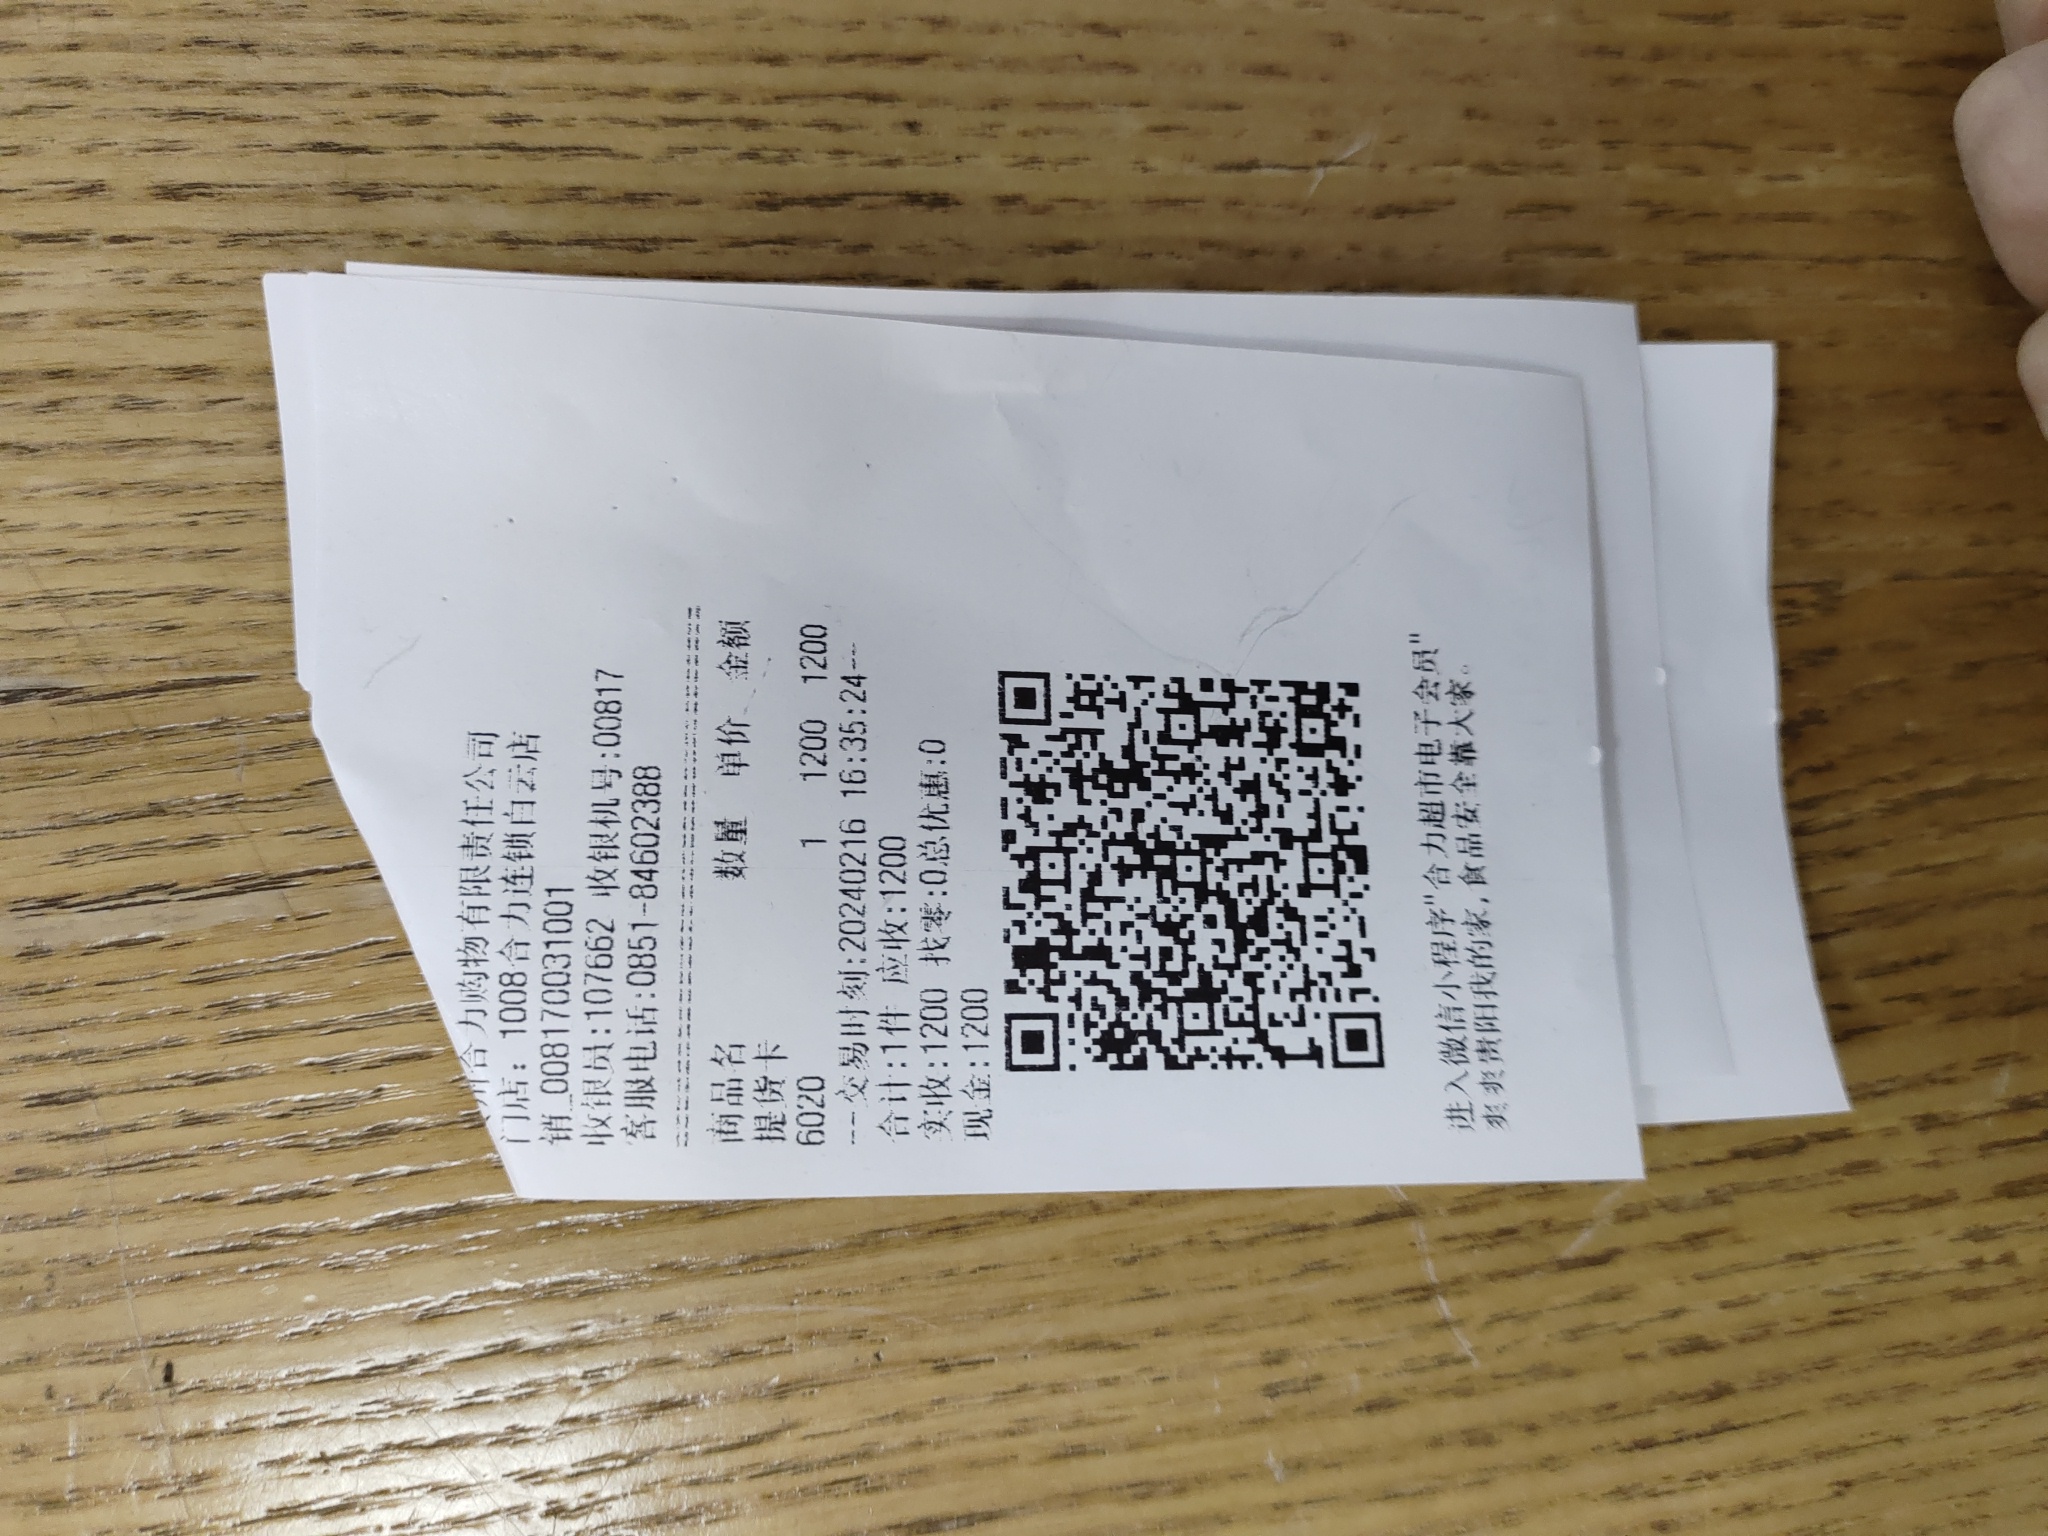 州合力购物有限责任公司
门店: 1008合力连锁白云店
销_008170031001
收银员:107662 收银机号:00817
客服电话:0851-84602388
商品名 数量 单价 金额
提货卡
6020 1 1200 1200
---交易时刻:20240216 16:35:24--
合计:1件 应收:1200
实收:1200 找零:0总优惠:0
现金:1200
进入微信小程序"合力超市电子会员"
爽爽贵阳我的家,食品安全靠大家。